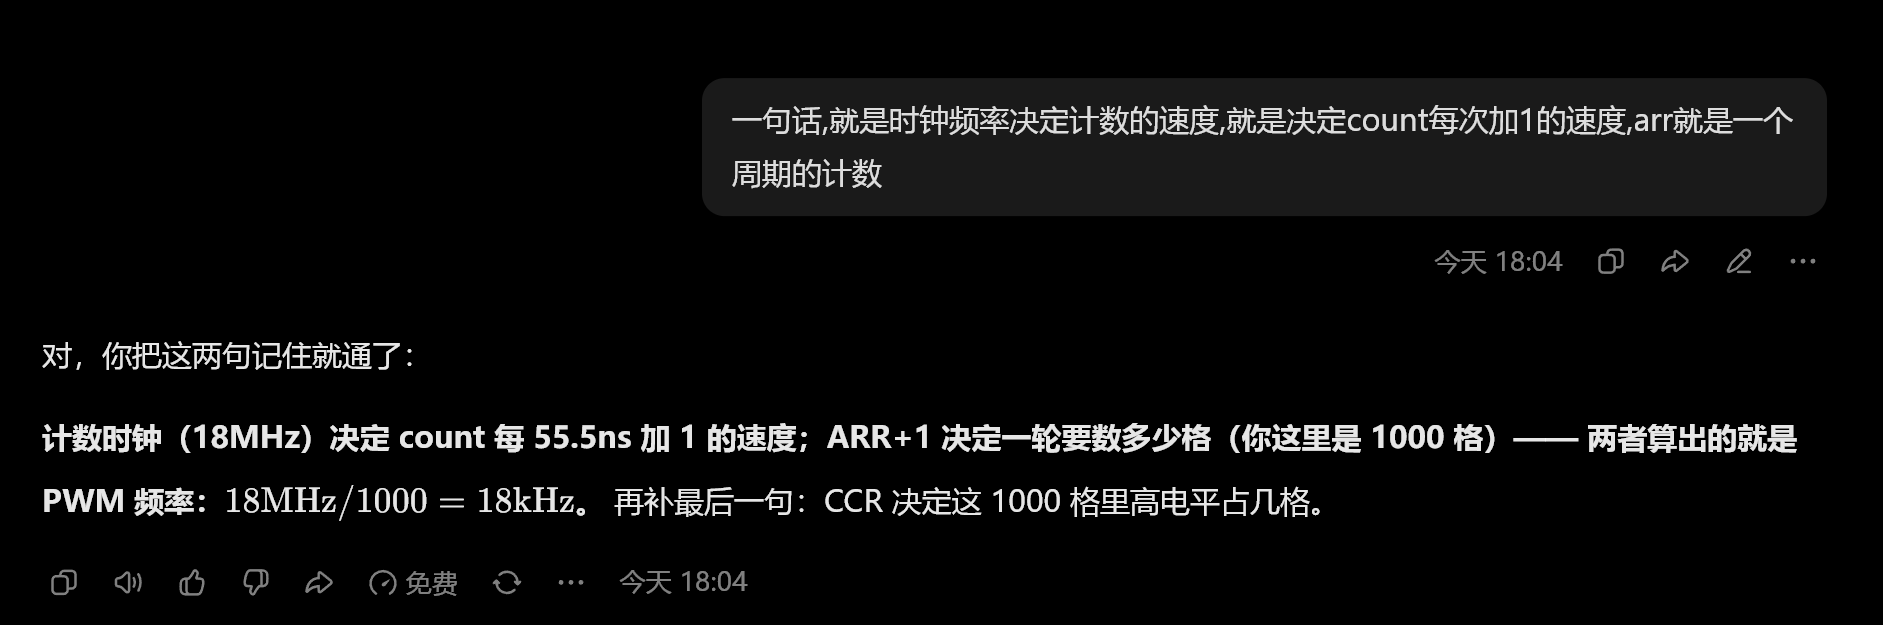 一句话,就是时钟频率决定计数的速度,就是决定count每次加1的速度,arr就是一个
周期的计数
今天 18:04
对，你把这两句记住就通了：
计数时钟（18MHz）决定 count 每 55.5ns 加 1 的速度；ARR+1 决定一轮要数多少格（你这里是 1000 格）—— 两者算出的就是
PWM 频率：18MHz/1000 = 18kHz。 再补最后一句：CCR 决定这 1000 格里高电平占几格。
免费 今天 18:04